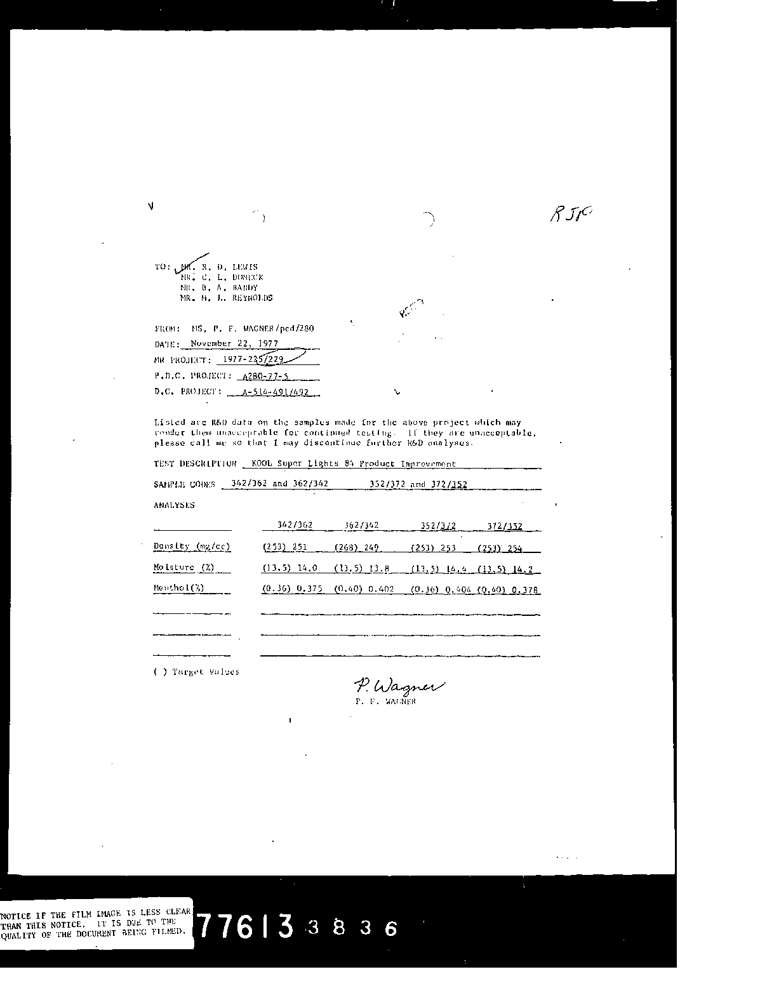 RJR
TO: MR. R. D. LEWIS
MR. C. L.
MR. B. A. BANDY
MR. M. L. REYNOLDS
FROM: MS. P. F. WAGNER/pcd/280
DATE: November 22, 1977
MR PROJECT: 1977-235/229
P.D.C. PROJECT: A280-77-5
D.C. PROJECT: A-514-491/492
Listed are R&D data on the samples made for the above project which may
render them unacceptable for continued testing. If they are unacceptable,
please call me so that I may discontinue further R&D analyses.
TEST DESCRIPTION KOOL Super Lights 84 Product Improvement
SAMPLE CODES 342/362 and 362/342 352/372 and 372/352
ANALYSES
342/362 362/342 352/372 372/352
Density (mg/cc) (253) 251 (268) 249 (253) 253 (253) 254
Moisture (%) (13.5) 14.0 (13.5) 13.8 (13.5) 14.4 (13.5) 14.2
Menthol(%) (0.36) 0.375 (0.40) 0.402 (0.36) 0.404 (0.40) 0.378
( ) Target Values
P. Wagner
P. F. WAGNER
NOTICE IF THE FILM IMAGE IS LESS CLEAR
THAN THIS NOTICE, IT IS DUE TO THE
QUALITY OF THE DOCUMENT BEING FILMED.
776133836